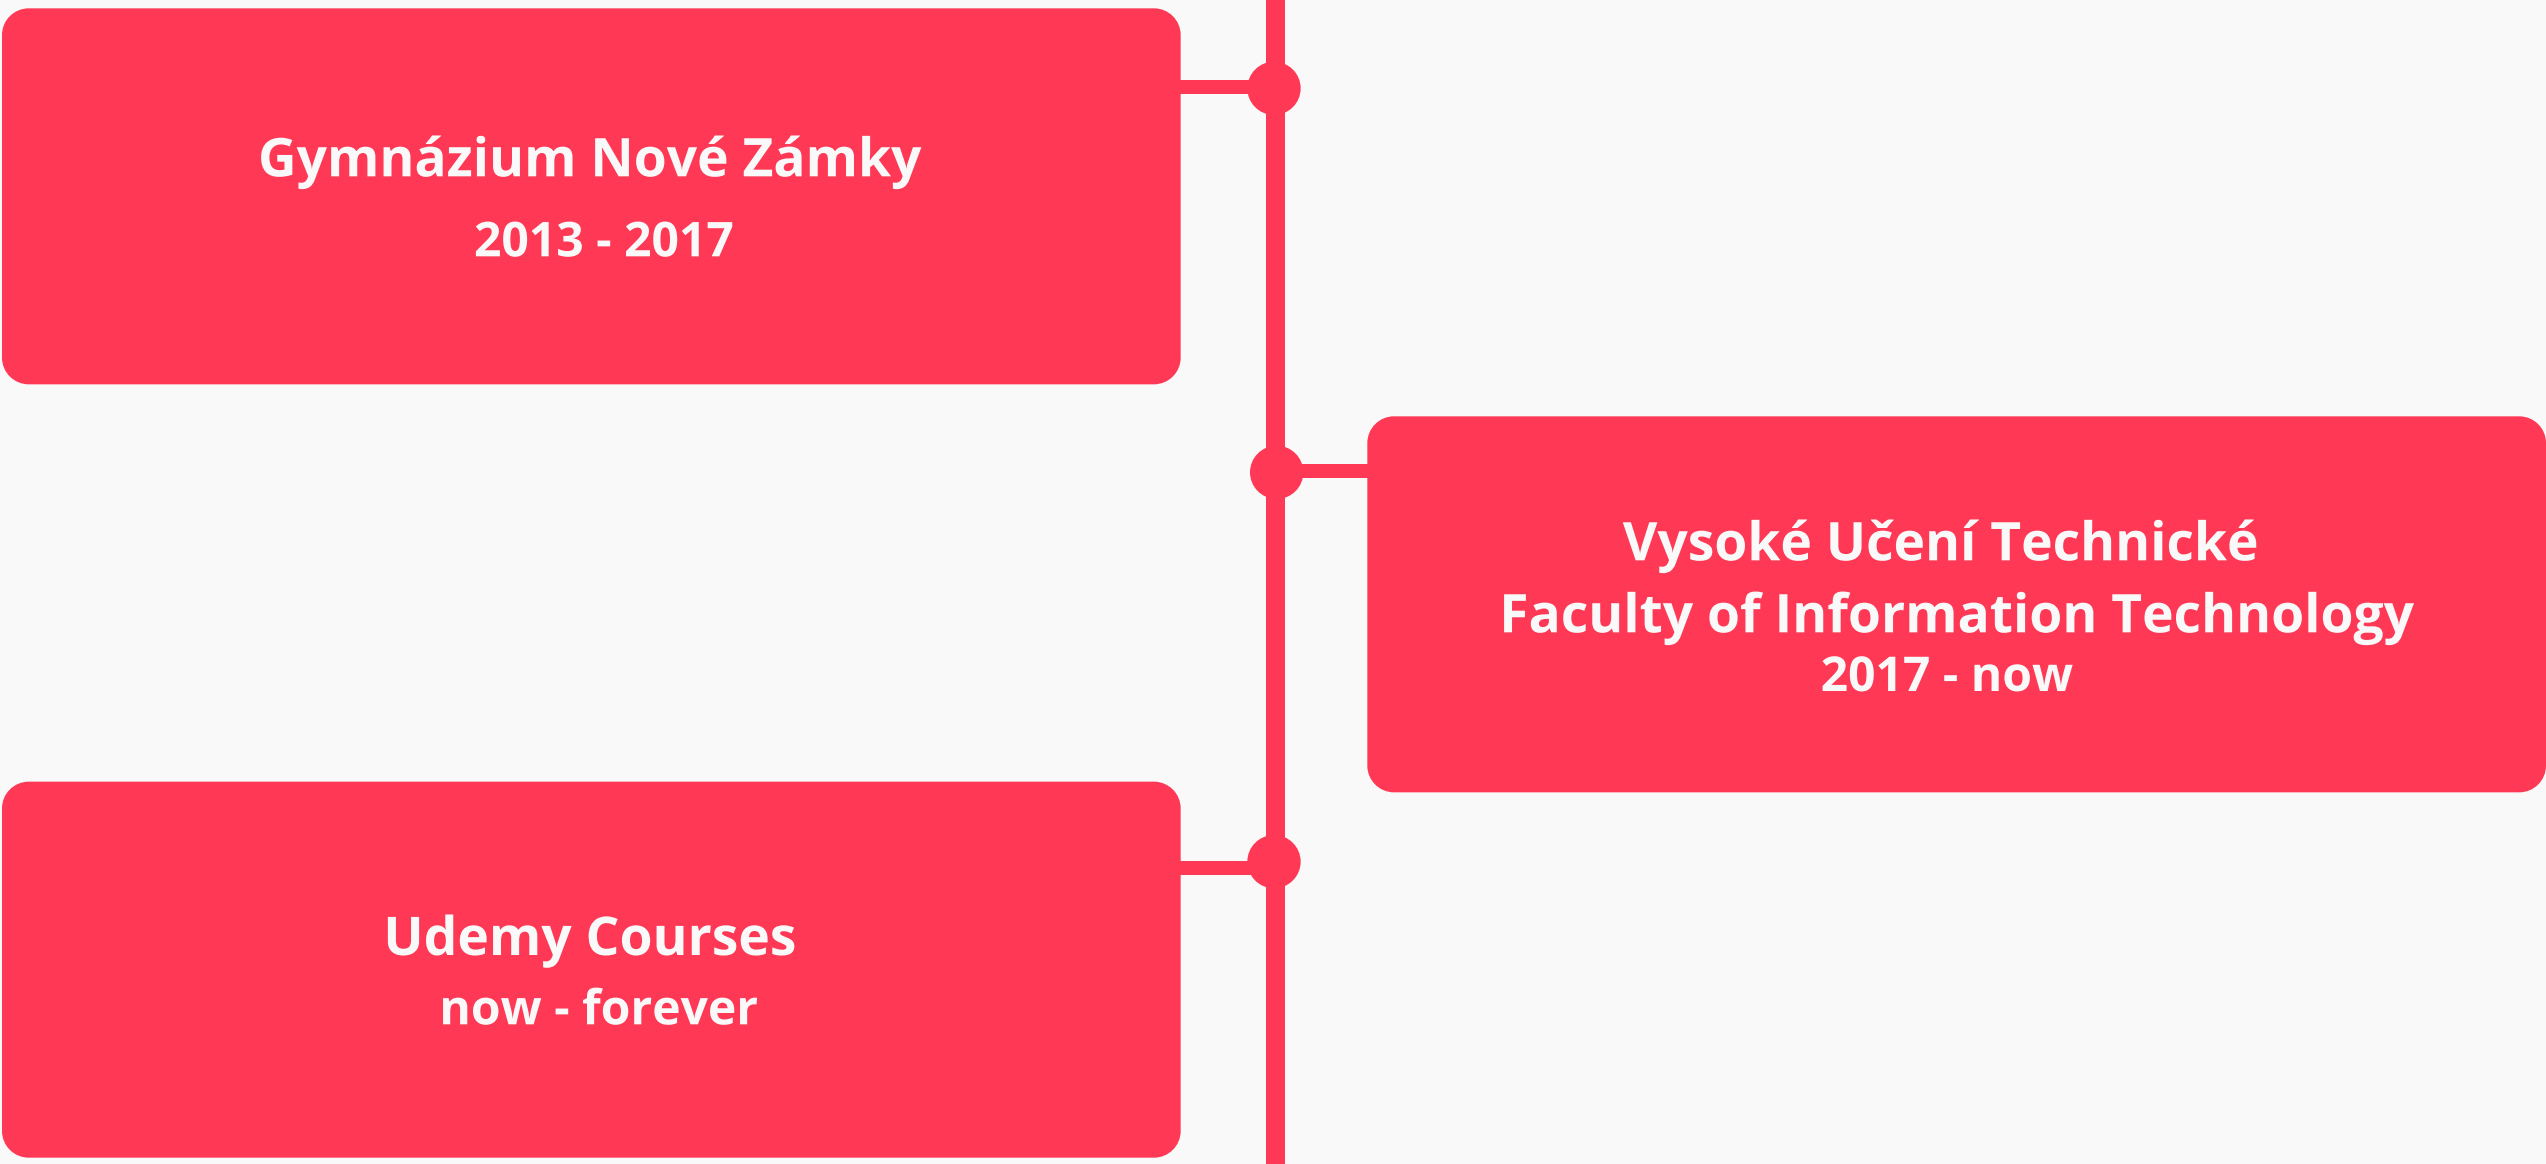 Gymnázium Nové Zámky
2013 - 2017
Vysoké Učení Technické
Faculty of Information Technology
2017 - now
Udemy Courses
now - forever